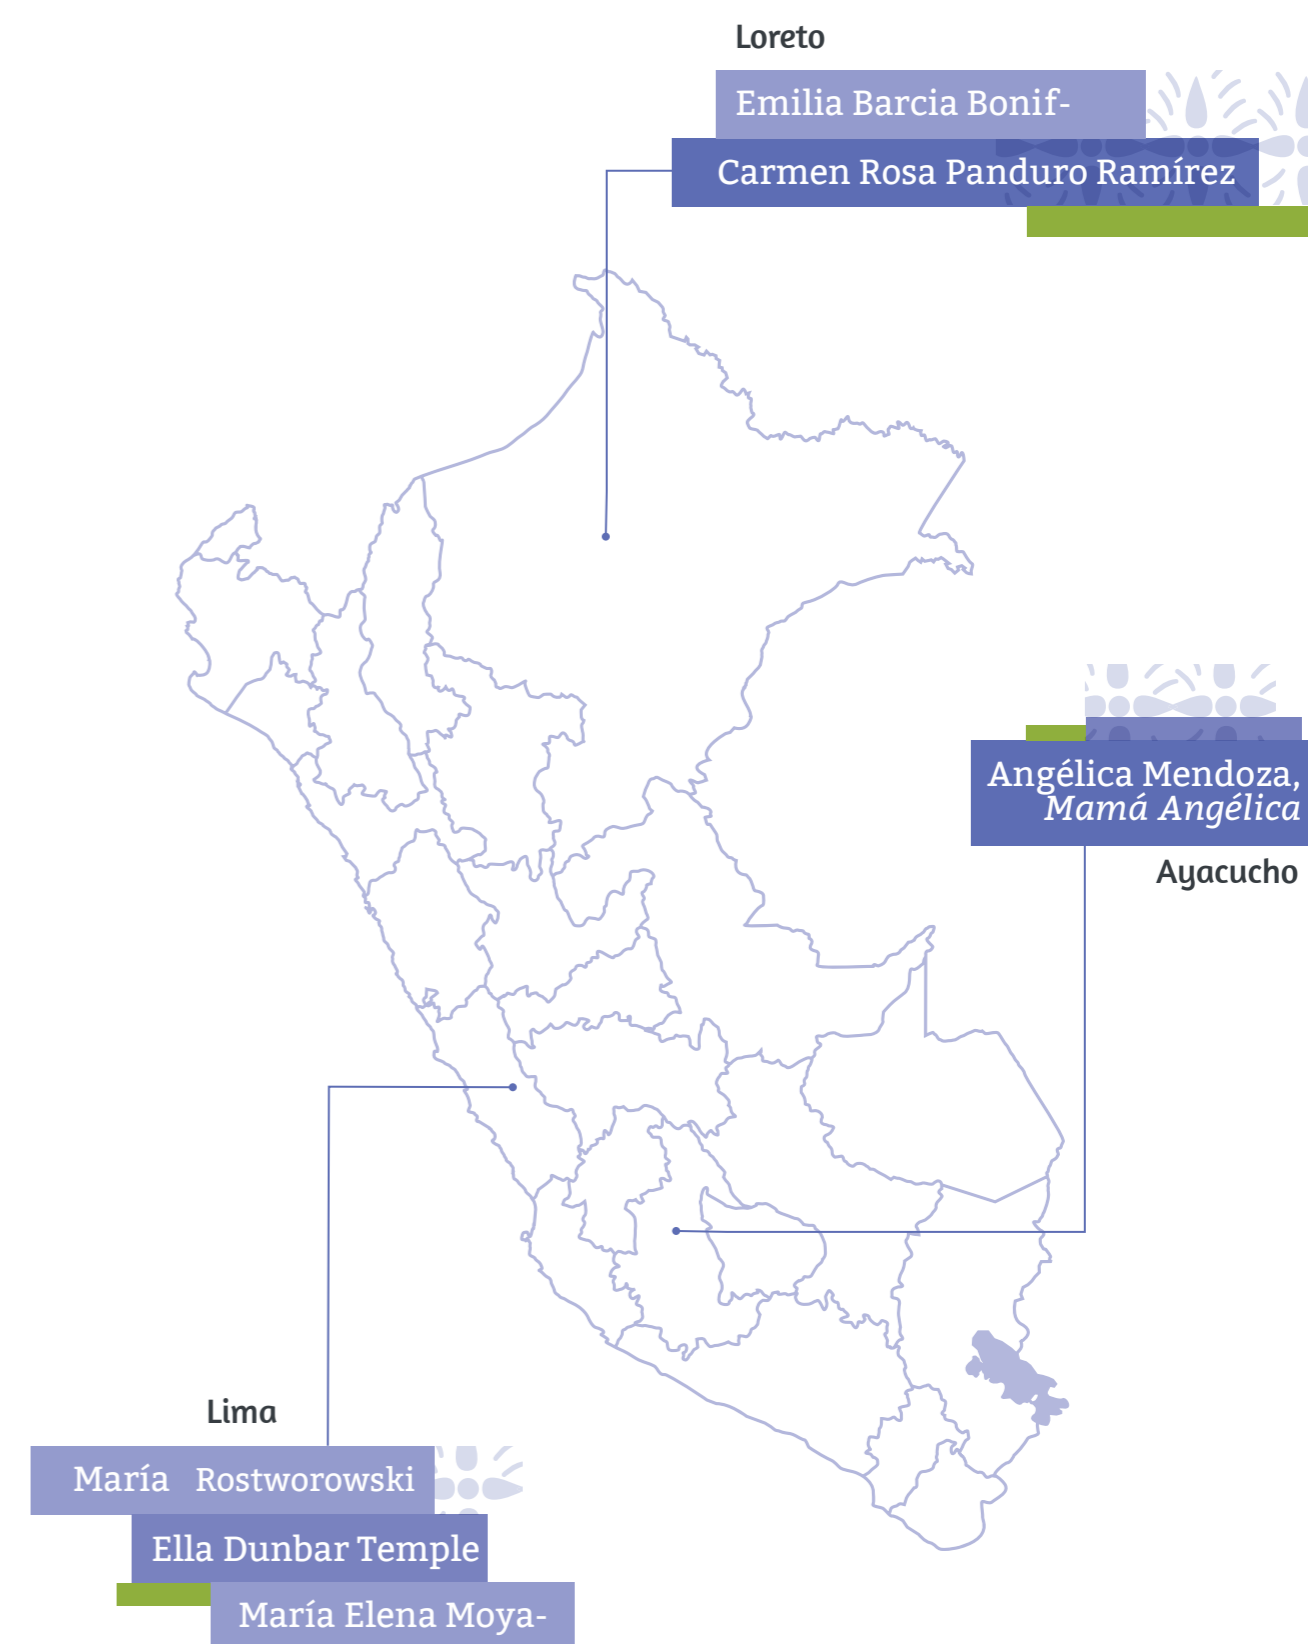 Loreto
Emilia Barcia Bonif-
Carmen Rosa Panduro Ramírez
Angélica Mendoza,
Mamá Angélica
Ayacucho
Lima
María Rostworowski
Ella Dunbar Temple
María Elena Moya-